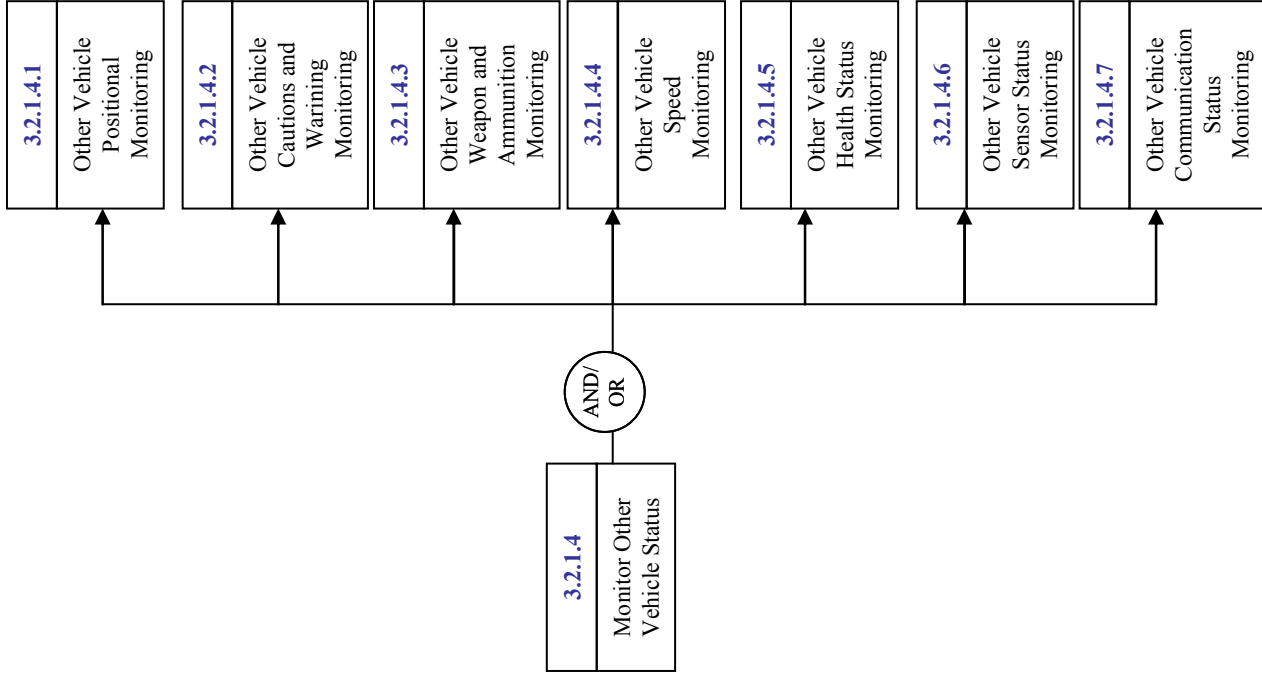 3.2.1.4
Monitor Other
Vehicle Status
AND/
OR
3.2.1.4.1
Other Vehicle
Positional
Monitoring
3.2.1.4.2
Other Vehicle
Cautions and
Warining
Monitoring
3.2.1.4.3
Other Vehicle
Weapon and
Ammunition
Monitoring
3.2.1.4.4
Other Vehicle
Speed
Monitoring
3.2.1.4.5
Other Vehicle
Health Status
Monitoring
3.2.1.4.6
Other Vehicle
Sensor Status
Monitoring
3.2.1.4.7
Other Vehicle
Communication
Status
Monitoring